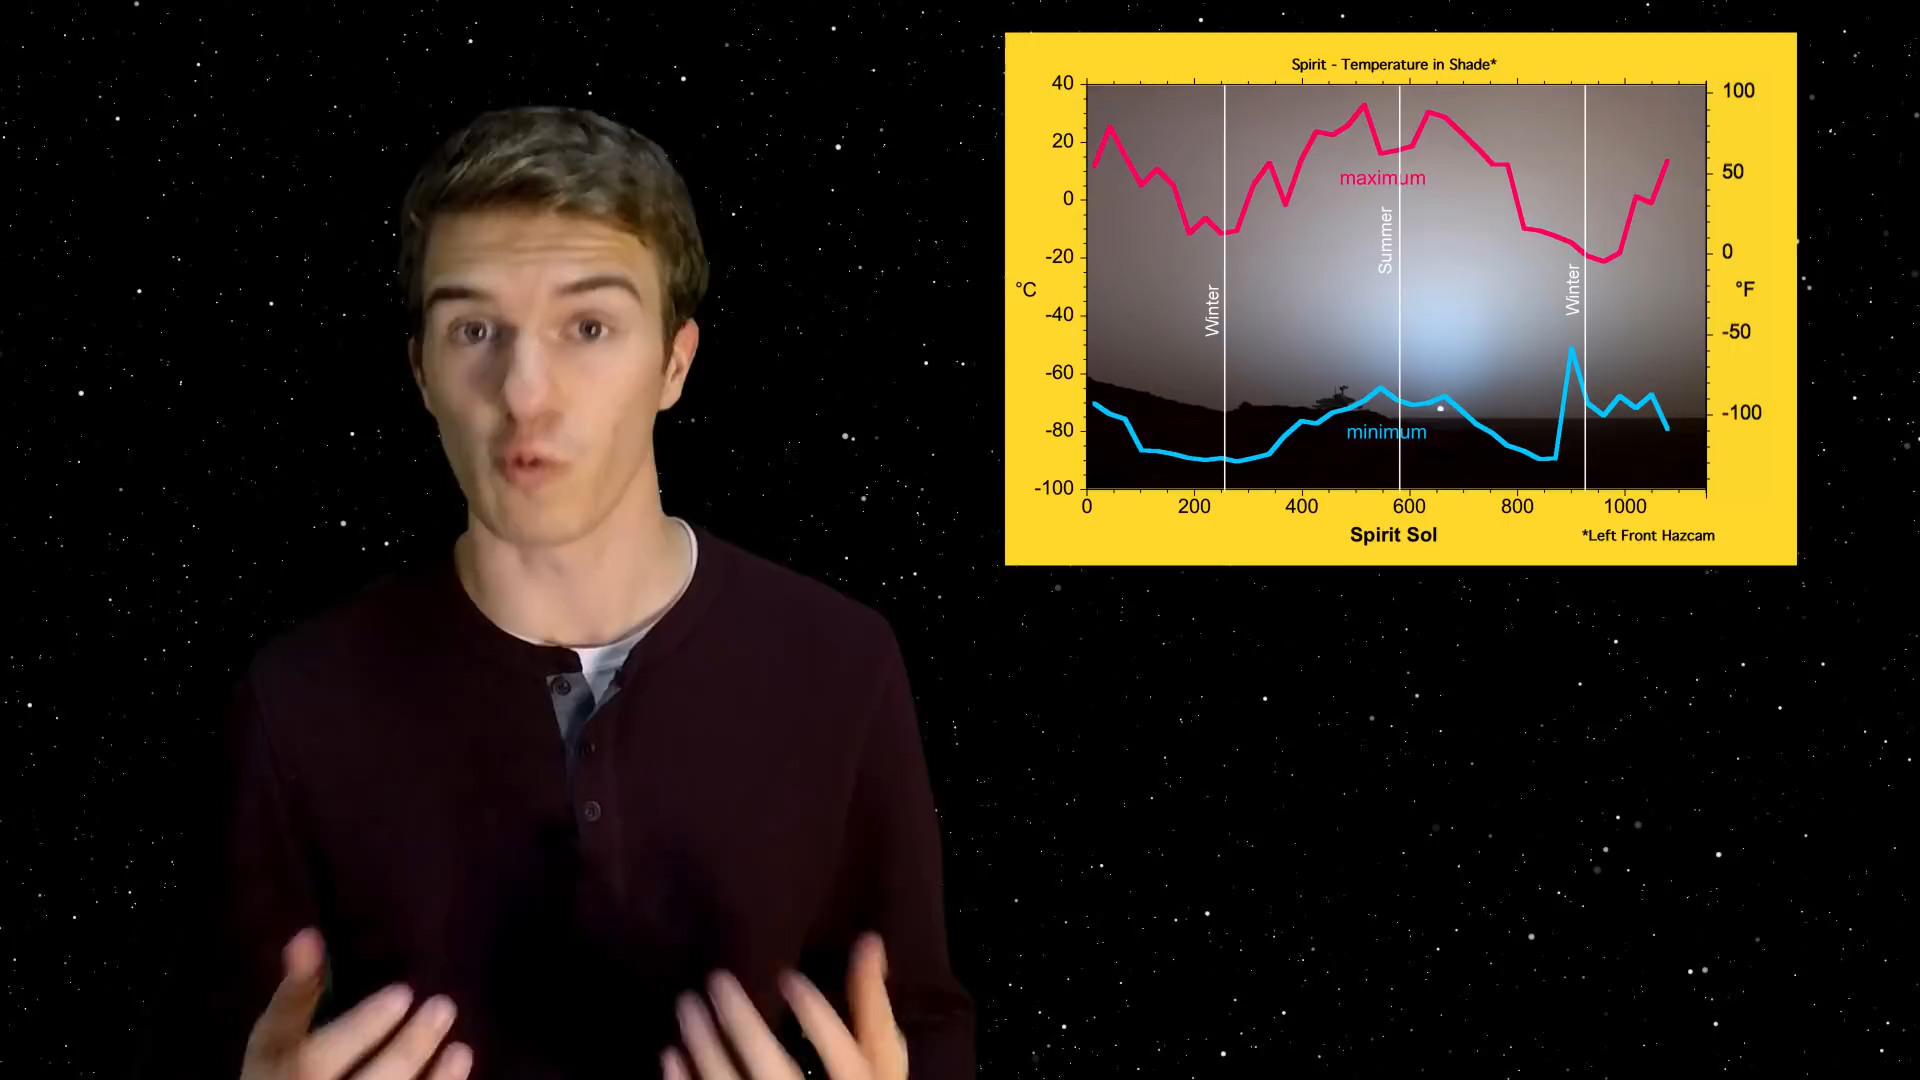 Spirit - Temperature in Shade*
40
20
0
-20
-40
-60
-80
-100
°C
100
50
0
-50
-100
°F
maximum
Summer
Winter
Winter
minimum
0 200 400 600 800 1000
Spirit Sol
*Left Front Hazcam